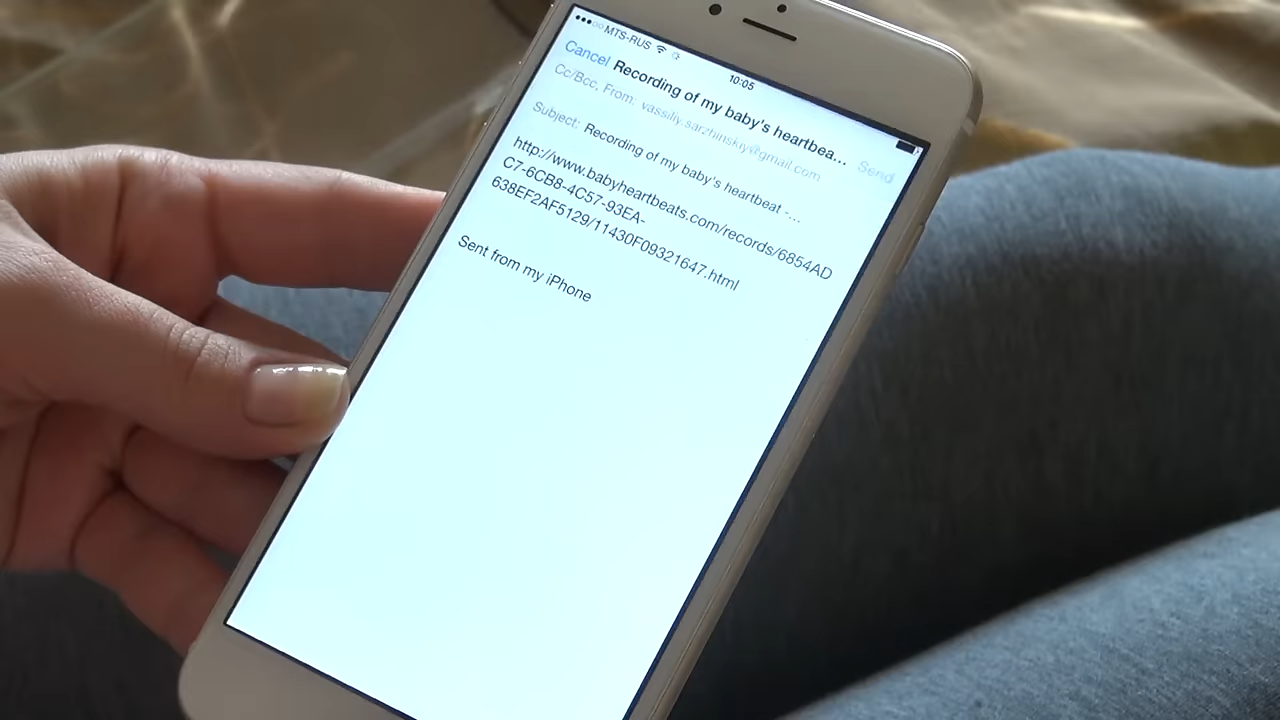 MTS-RUS 10:05
Cancel Recording of my baby's heartbea... Send
Cc/Bcc, From: vassiliy.sarzhinskiy@gmail.com
Subject: Recording of my baby's heartbeat -...
http://www.babyheartbeats.com/records/6854AD
C7-6CB8-4C57-93EA-
638EF2AF5129/11430F09321647.html
Sent from my iPhone